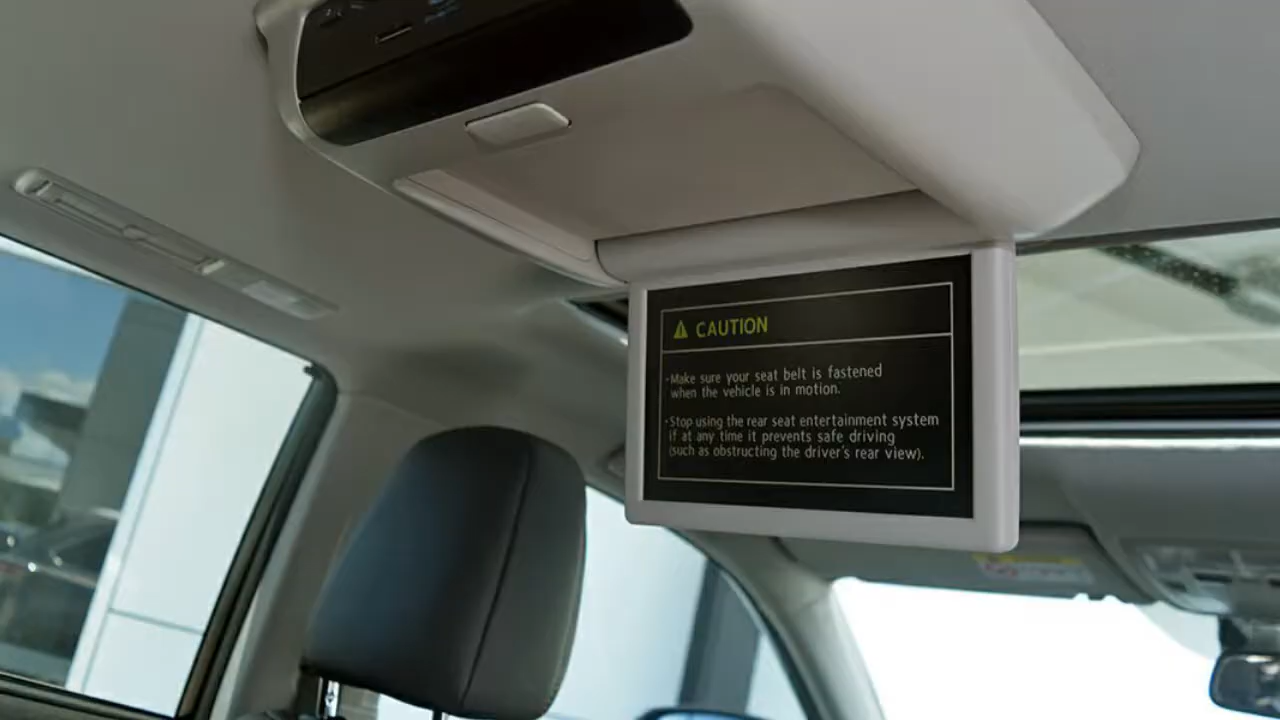 CAUTION
·Make sure your seat belt is fastened
when the vehicle is in motion.
·Stop using the rear seat entertainment system
if at any time it prevents safe driving
(such as obstructing the driver's rear view).